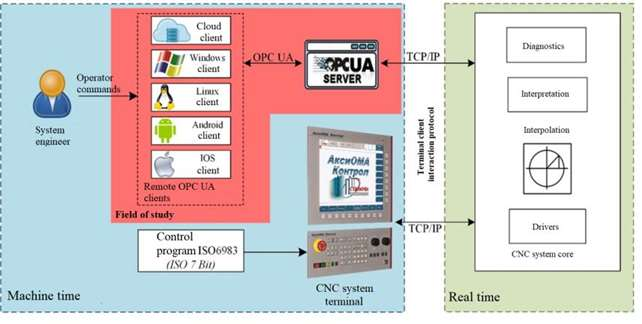 Cloud
client
Windows
client
Linux
client
Android
client
IOS
client
Remote OPC UA
clients
Field of study
Operator
commands
System
engineer
OPC UA
OPCUA
SERVER
TCP/IP
Terminal client
interaction protocol
TCP/IP
АксиОМА
Контрол
Control
program ISO6983
(ISO 7 Bit)
CNC system
terminal
Machine time
Diagnostics
Interpretation
Interpolation
Drivers
CNC system core
Real time